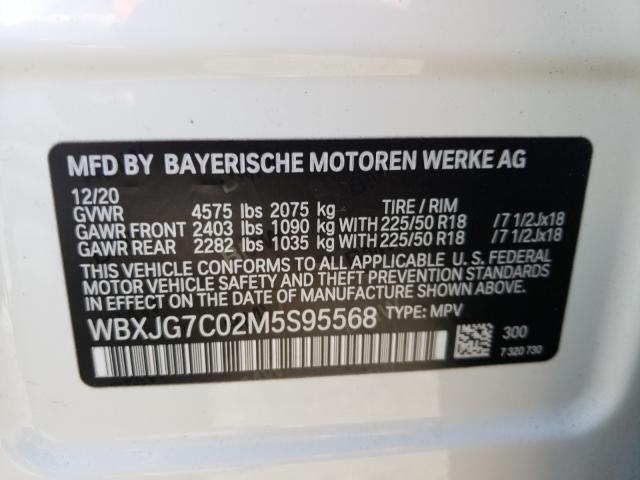 MFD BY BAYERISCHE MOTOREN WERKE AG
12/20
GVWR 4575 lbs 2075 kg TIRE / RIM
GAWR FRONT 2403 lbs 1090 kg WITH 225/50 R18 /7 1/2Jx18
GAWR REAR 2282 lbs 1035 kg WITH 225/50 R18 /7 1/2Jx18
THIS VEHICLE CONFORMS TO ALL APPLICABLE U. S. FEDERAL
MOTOR VEHICLE SAFETY AND THEFT PREVENTION STANDARDS
IN EFFECT ON THE DATE OF MANUFACTURE SHOWN ABOVE.
WBXJG7C02M5S95568 TYPE: MPV
300
7 320 730